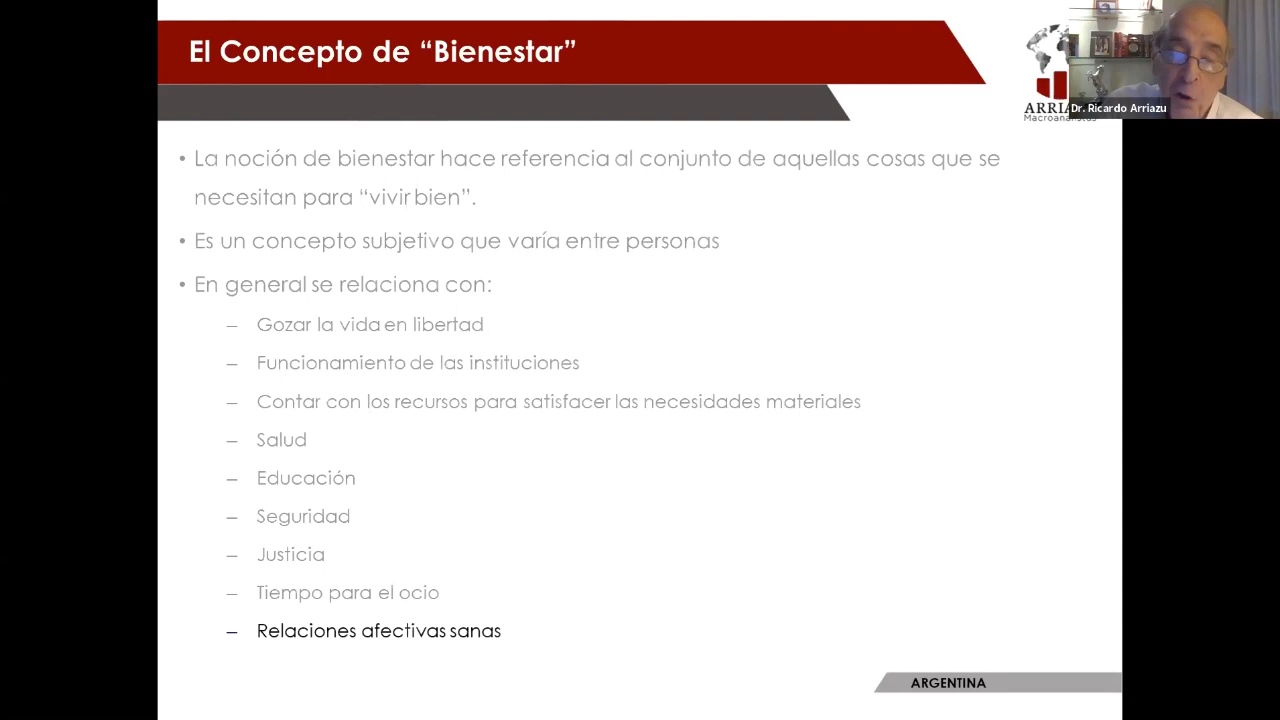 El Concepto de “Bienestar”
ARRIA
Macroanalistas
Dr. Ricardo Arriazu
• La noción de bienestar hace referencia al conjunto de aquellas cosas que se
necesitan para “vivir bien”.
• Es un concepto subjetivo que varía entre personas
• En general se relaciona con:
– Gozar la vida en libertad
– Funcionamiento de las instituciones
– Contar con los recursos para satisfacer las necesidades materiales
– Salud
– Educación
– Seguridad
– Justicia
– Tiempo para el ocio
– Relaciones afectivas sanas
ARGENTINA